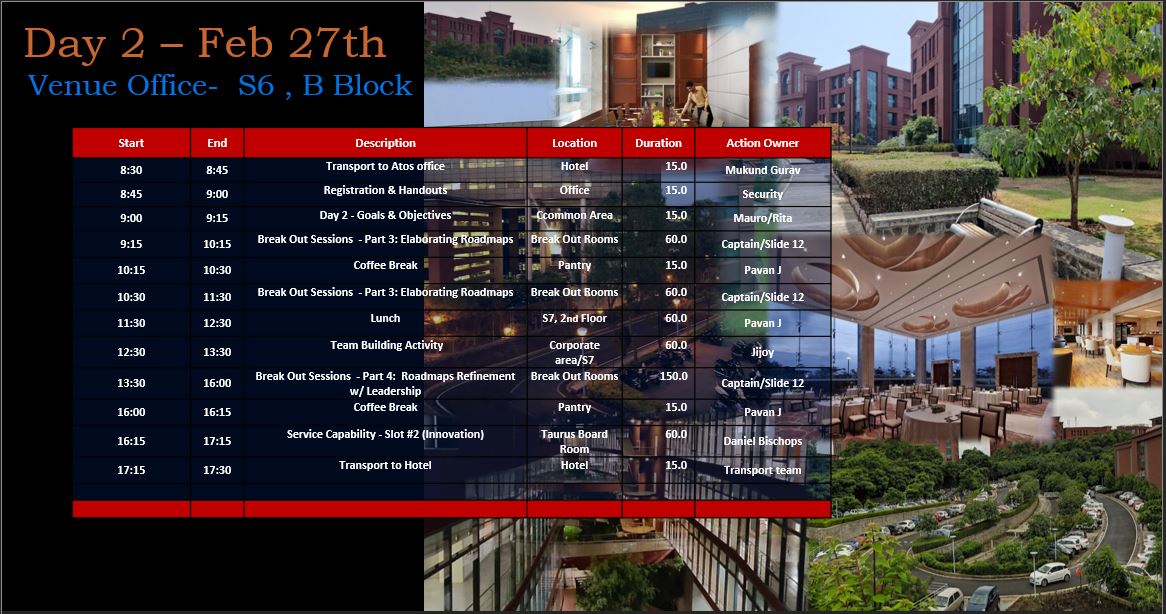 Day 2 – Feb 27th
Venue Office-  S6 , B Block
Start End Description Location Duration Action Owner
8:30 8:45 Transport to Atos office Hotel 15.0 Mukund Gurav
8:45 9:00 Registration & Handouts Office 15.0 Security
9:00 9:15 Day 2 - Goals & Objectives Ccommon Area 15.0 Mauro/Rita
9:15 10:15 Break Out Sessions  - Part 3: Elaborating Roadmaps Break Out Rooms 60.0 Captain/Slide 12
10:15 10:30 Coffee Break Pantry 15.0 Pavan J
10:30 11:30 Break Out Sessions  - Part 3: Elaborating Roadmaps Break Out Rooms 60.0 Captain/Slide 12
11:30 12:30 Lunch S7, 2nd Floor 60.0 Pavan J
12:30 13:30 Team Building Activity Corporate 60.0 Jijoy
area/S7
13:30 16:00 Break Out Sessions  - Part 4:  Roadmaps Refinement Break Out Rooms 150.0 Captain/Slide 12
w/ Leadership
16:00 16:15 Coffee Break Pantry 15.0 Pavan J
16:15 17:15 Service Capability - Slot #2 (Innovation) Taurus Board 60.0 Daniel Bischops
Room
17:15 17:30 Transport to Hotel Hotel 15.0 Transport team